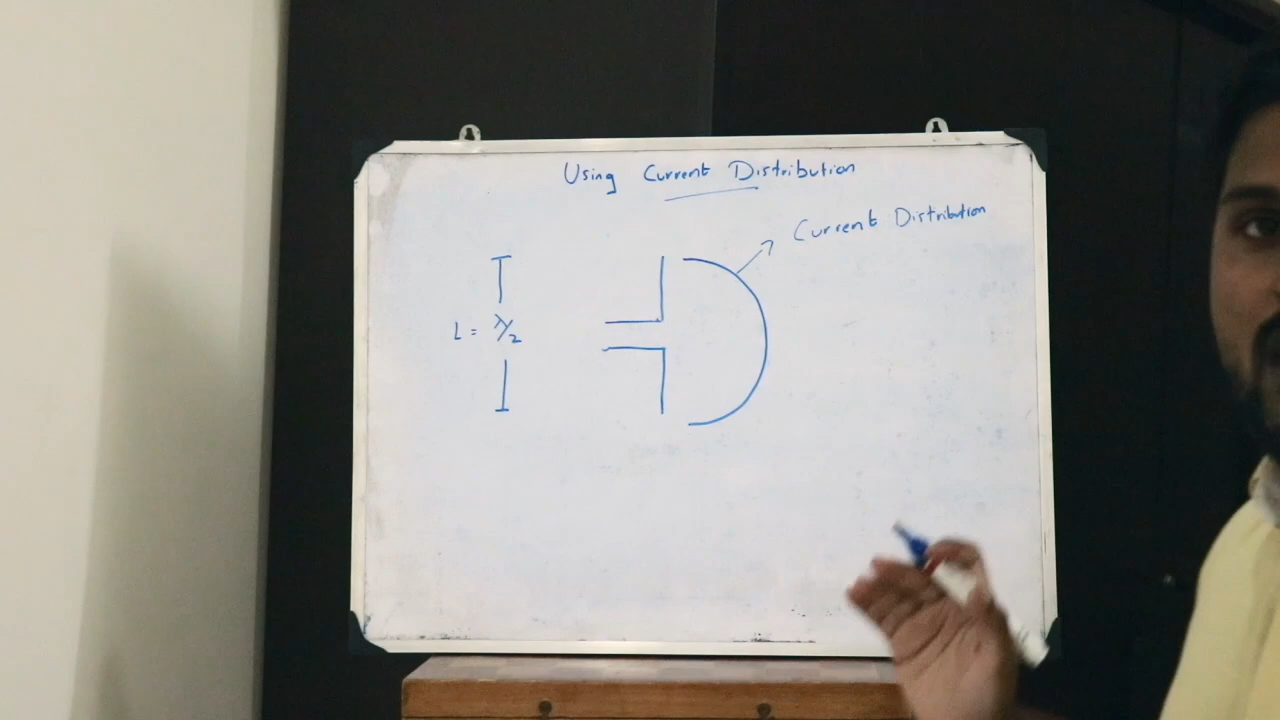 Using Current Distribution
Current Distribution
L = λ/2